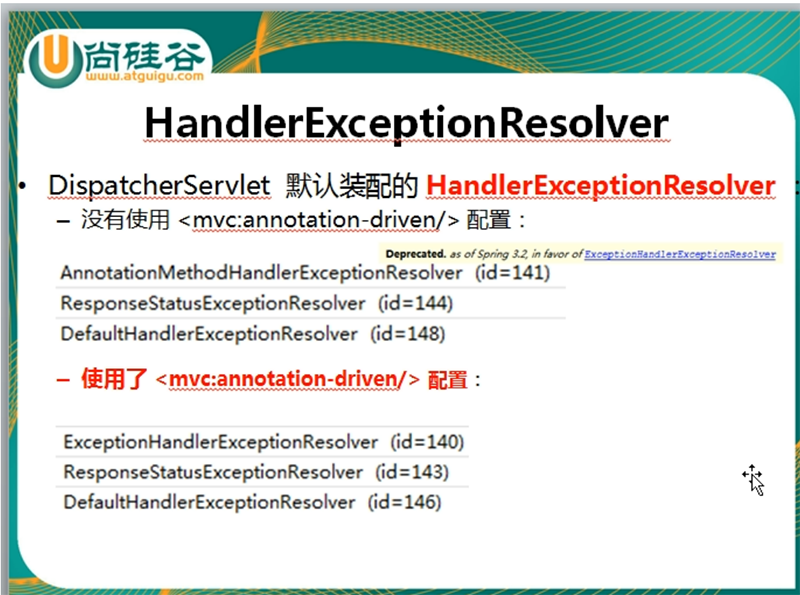 尚硅谷
www.atguigu.com
HandlerExceptionResolver
• DispatcherServlet 默认装配的 HandlerExceptionResolver :
– 没有使用 <mvc:annotation-driven/> 配置：
Deprecated. as of Spring 3.2, in favor of ExceptionHandlerExceptionResolver
AnnotationMethodHandlerExceptionResolver (id=141)
ResponseStatusExceptionResolver (id=144)
DefaultHandlerExceptionResolver (id=148)
– 使用了 <mvc:annotation-driven/> 配置：
ExceptionHandlerExceptionResolver (id=140)
ResponseStatusExceptionResolver (id=143)
DefaultHandlerExceptionResolver (id=146)